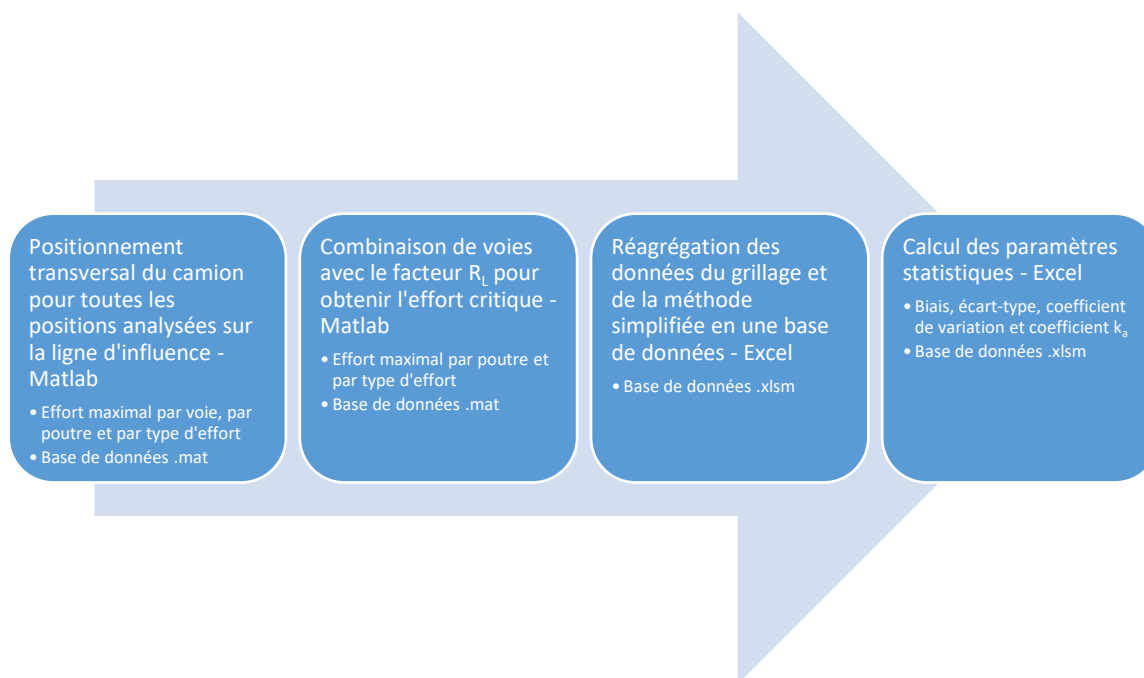 Positionnement
transversal du camion
pour toutes les
positions analysées sur
la ligne d'influence -
Matlab
• Effort maximal par voie, par
poutre et par type d'effort
• Base de données .mat
Combinaison de voies
avec le facteur R_L pour
obtenir l'effort critique -
Matlab
• Effort maximal par poutre et
par type d'effort
• Base de données .mat
Réagrégation des
données du grillage et
de la méthode
simplifiée en une base
de données - Excel
• Base de données .xlsm
Calcul des paramètres
statistiques - Excel
• Biais, écart-type, coefficient
de variation et coefficient k_a
• Base de données .xlsm